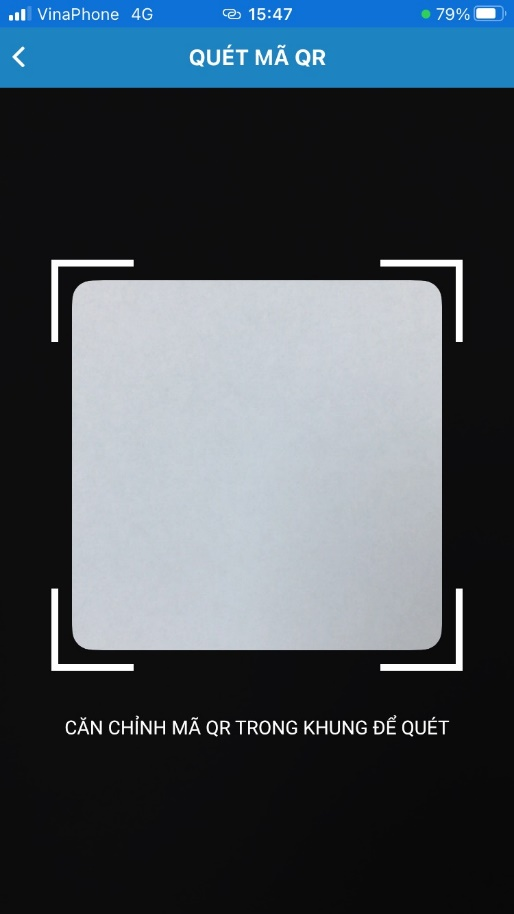 VinaPhone 4G 15:47 79%
QUÉT MÃ QR
CĂN CHỈNH MÃ QR TRONG KHUNG ĐỂ QUÉT